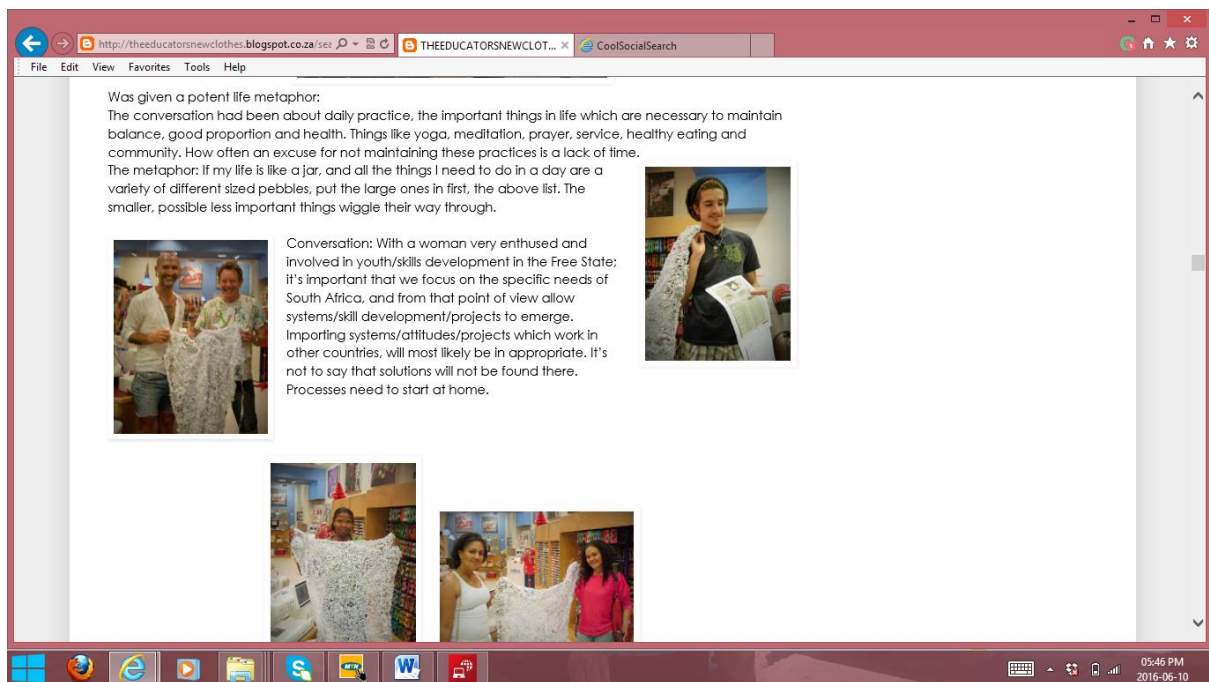 http://theeducatorsnewclothes.blogspot.co.za/sea
THEEDUCATORSNEWCLOT...
CoolSocialSearch
File Edit View Favorites Tools Help
Was given a potent life metaphor:
The conversation had been about daily practice, the important things in life which are necessary to maintain
balance, good proportion and health. Things like yoga, meditation, prayer, service, healthy eating and
community. How often an excuse for not maintaining these practices is a lack of time.
The metaphor: If my life is like a jar, and all the things I need to do in a day are a
variety of different sized pebbles, put the large ones in first, the above list. The
smaller, possible less important things wiggle their way through.
Conversation: With a woman very enthused and
involved in youth/skills development in the Free State;
it's important that we focus on the specific needs of
South Africa, and from that point of view allow
systems/skill development/projects to emerge.
Importing systems/attitudes/projects which work in
other countries, will most likely be in appropriate. It's
not to say that solutions will not be found there.
Processes need to start at home.
05:46 PM
2016-06-10